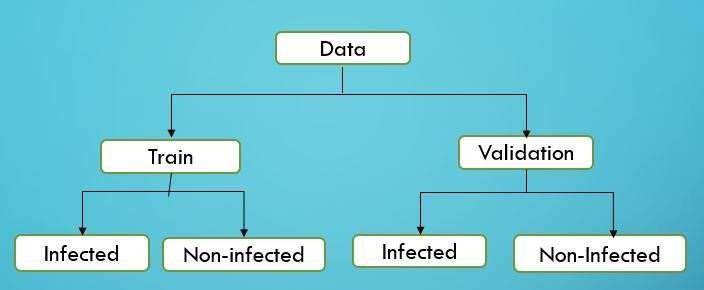 Data
Train
Validation
Infected
Non-infected
Infected
Non-Infected